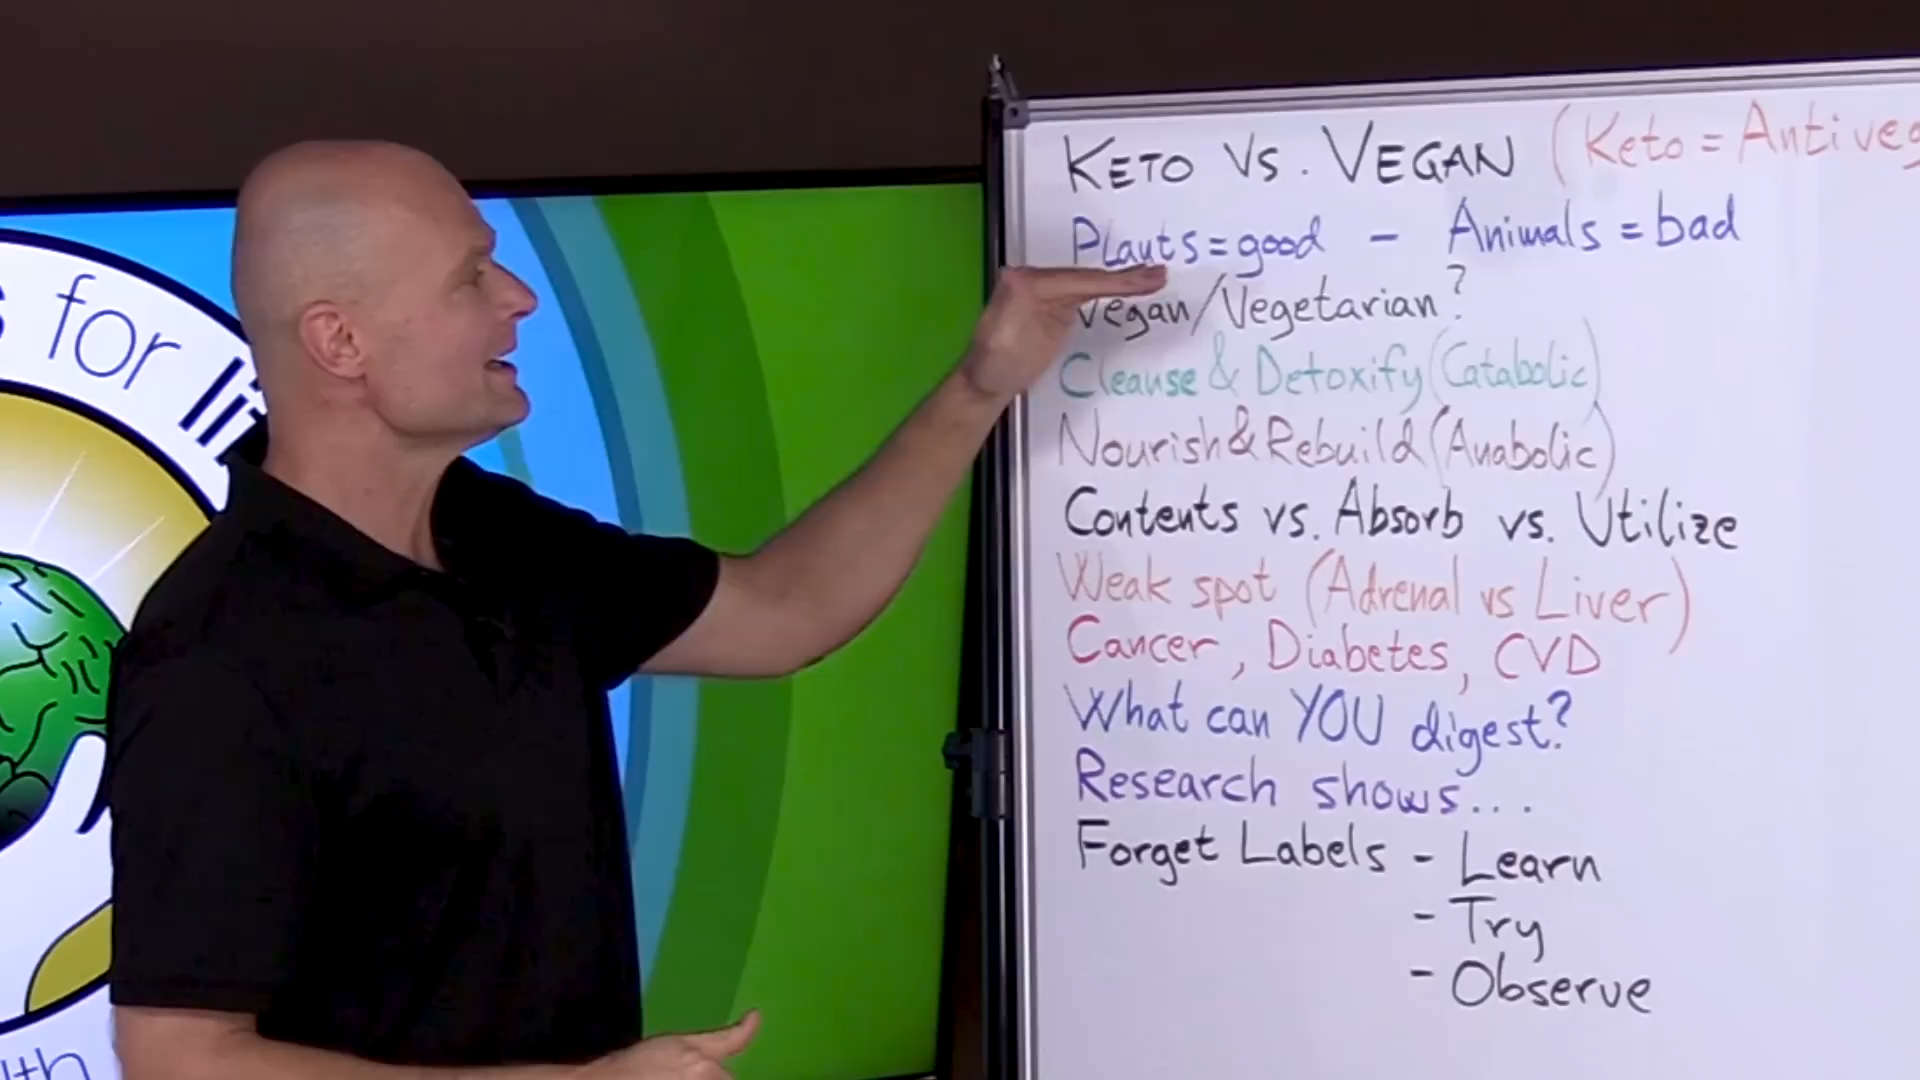 KETO VS. VEGAN (Keto = Antiveg
Plants = good - Animals = bad
Vegan/Vegetarian?
Cleanse & Detoxify (Catabolic)
Nourish & Rebuild (Anabolic)
Contents vs. Absorb vs. Utilize
Weak spot (Adrenal vs Liver)
Cancer, Diabetes, CVD
What can YOU digest?
Research shows...
Forget Labels - Learn
- Try
- Observe
s for li
lth